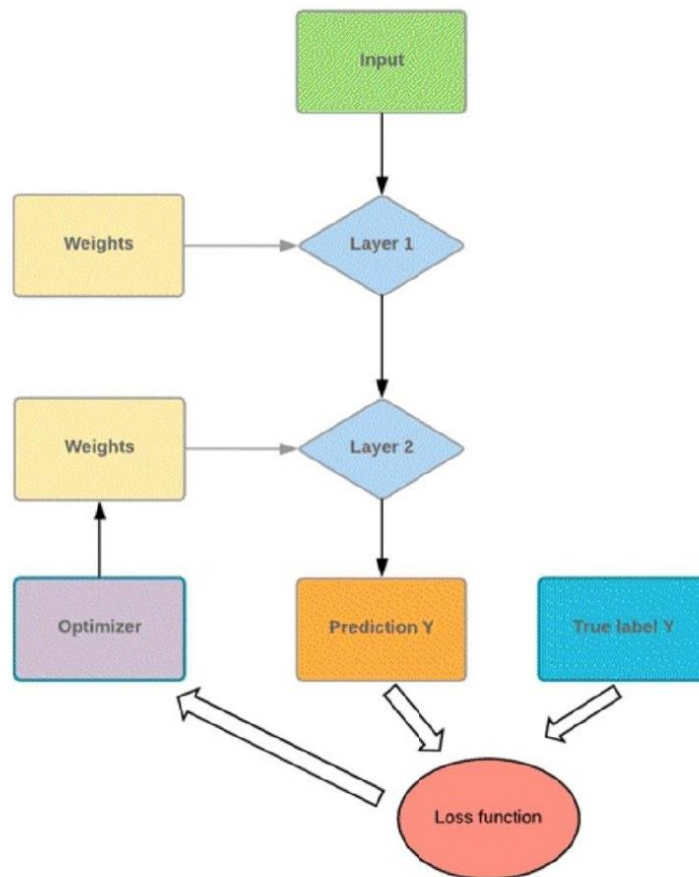 Input
Weights
Layer 1
Weights
Layer 2
Optimizer
Prediction Y
True label Y
Loss function